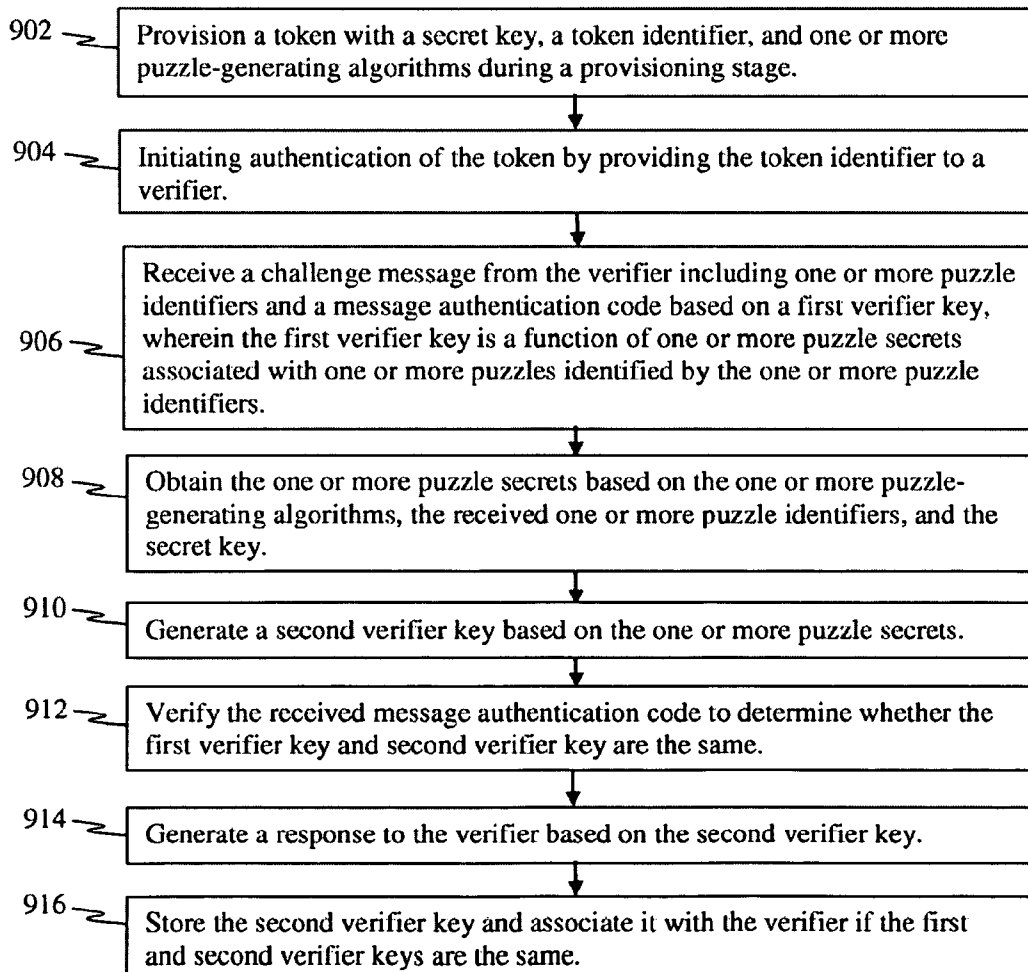 902
Provision a token with a secret key, a token identifier, and one or more
puzzle-generating algorithms during a provisioning stage.
904
Initiating authentication of the token by providing the token identifier to a
verifier.
906
Receive a challenge message from the verifier including one or more puzzle
identifiers and a message authentication code based on a first verifier key,
wherein the first verifier key is a function of one or more puzzle secrets
associated with one or more puzzles identified by the one or more puzzle
identifiers.
908
Obtain the one or more puzzle secrets based on the one or more puzzle-
generating algorithms, the received one or more puzzle identifiers, and the
secret key.
910
Generate a second verifier key based on the one or more puzzle secrets.
912
Verify the received message authentication code to determine whether the
first verifier key and second verifier key are the same.
914
Generate a response to the verifier based on the second verifier key.
916
Store the second verifier key and associate it with the verifier if the first
and second verifier keys are the same.